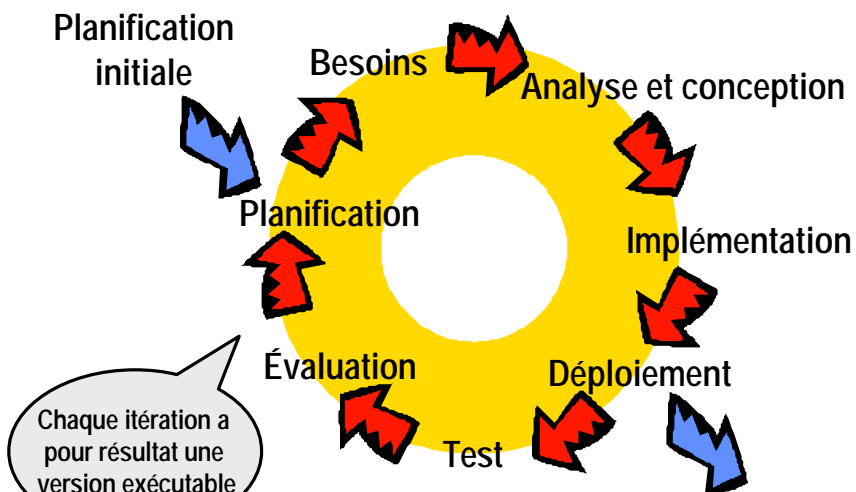 Planification
initiale
Besoins
Analyse et conception
Planification
Implémentation
Évaluation
Déploiement
Test
Chaque itération a
pour résultat une
version exécutable